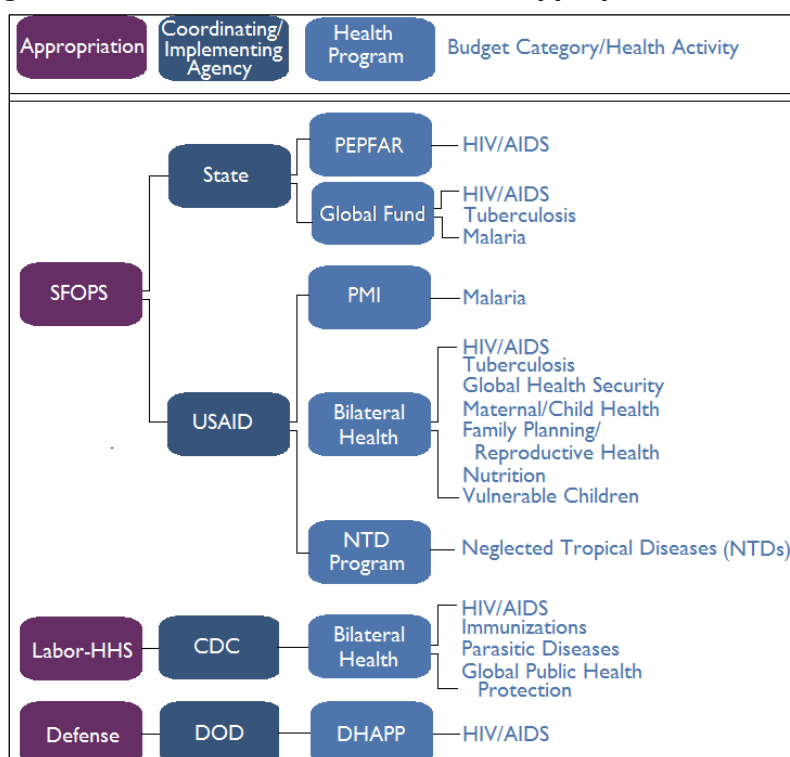 Appropriation
Coordinating/
Implementing
Agency
Health
Program
Budget Category/Health Activity
SFOPS
State
PEPFAR
HIV/AIDS
Global Fund
HIV/AIDS
Tuberculosis
Malaria
USAID
PMI
Malaria
Bilateral
Health
HIV/AIDS
Tuberculosis
Global Health Security
Maternal/Child Health
Family Planning/
Reproductive Health
Nutrition
Vulnerable Children
NTD
Program
Neglected Tropical Diseases (NTDs)
Labor-HHS
CDC
Bilateral
Health
HIV/AIDS
Immunizations
Parasitic Diseases
Global Public Health
Protection
Defense
DOD
DHAPP
HIV/AIDS